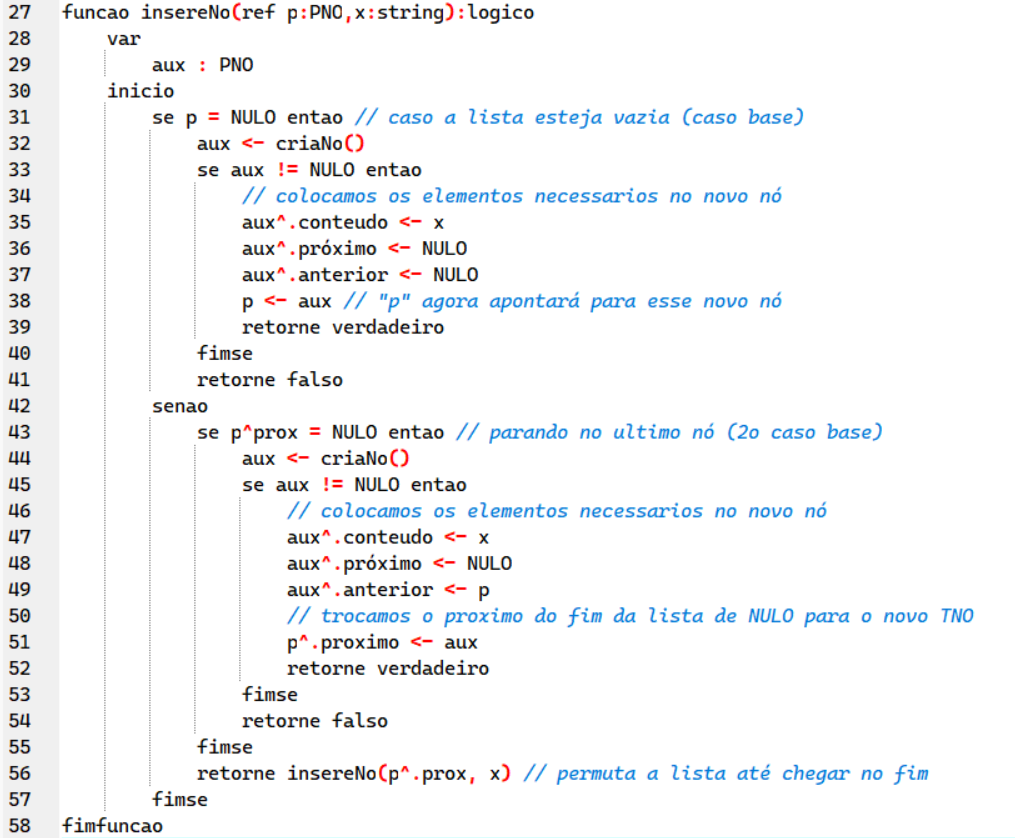 27 funcao insereNo(ref p:PNO,x:string):logico
28 var
29 aux : PNO
30 inicio
31 se p = NULO entao // caso a lista esteja vazia (caso base)
32 aux <- criaNo()
33 se aux != NULO entao
34 // colocamos os elementos necessarios no novo nó
35 aux^.conteudo <- x
36 aux^.próximo <- NULO
37 aux^.anterior <- NULO
38 p <- aux // "p" agora apontará para esse novo nó
39 retorne verdadeiro
40 fimse
41 retorne falso
42 senao
43 se p^prox = NULO entao // parando no ultimo nó (2o caso base)
44 aux <- criaNo()
45 se aux != NULO entao
46 // colocamos os elementos necessarios no novo nó
47 aux^.conteudo <- x
48 aux^.próximo <- NULO
49 aux^.anterior <- p
50 // trocamos o proximo do fim da lista de NULO para o novo TNO
51 p^.proximo <- aux
52 retorne verdadeiro
53 fimse
54 retorne falso
55 fimse
56 retorne insereNo(p^.prox, x) // permuta a lista até chegar no fim
57 fimse
58 fimfuncao